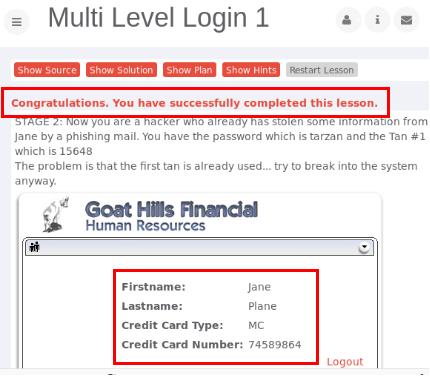 Multi Level Login 1
Show Source Show Solution Show Plan Show Hints Restart Lesson
Congratulations. You have successfully completed this lesson.
STAGE 2: Now you are a hacker who already has stolen some information from
Jane by a phishing mail. You have the password which is tarzan and the Tan #1
which is 15648
The problem is that the first tan is already used... try to break into the system
anyway.
Goat Hills Financial
Human Resources
Firstname: Jane
Lastname: Plane
Credit Card Type: MC
Credit Card Number: 74589864
Logout